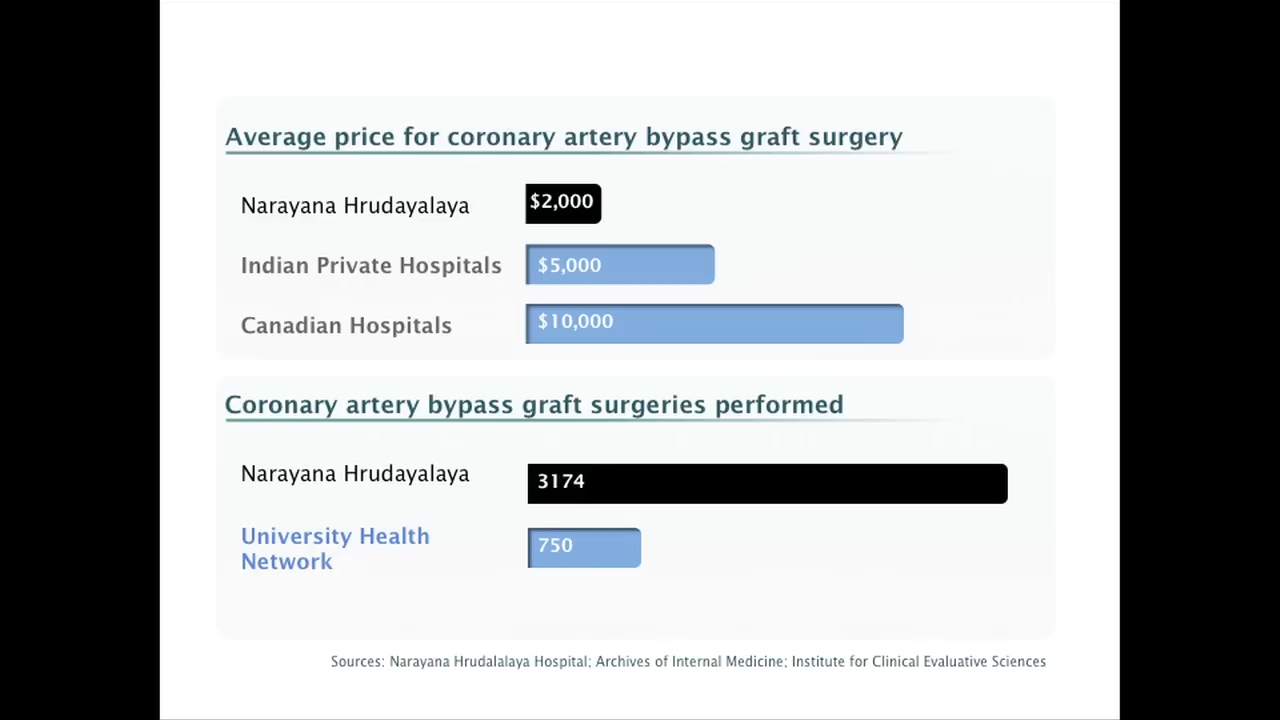 Average price for coronary artery bypass graft surgery
Narayana Hrudayalaya
$2,000
Indian Private Hospitals
$5,000
Canadian Hospitals
$10,000
Coronary artery bypass graft surgeries performed
Narayana Hrudayalaya
3174
University Health
Network
750
Sources: Narayana Hrudalalaya Hospital; Archives of Internal Medicine; Institute for Clinical Evaluative Sciences